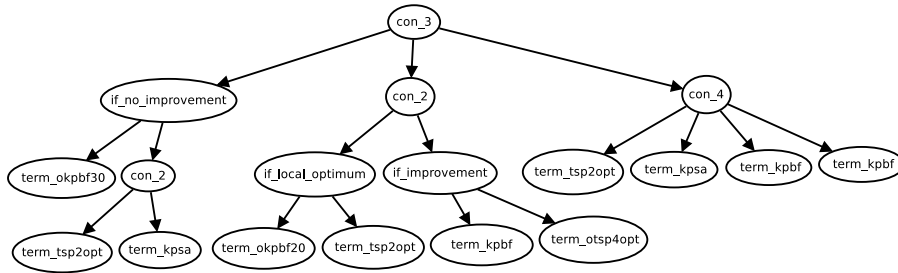 con_3
if_no_improvement
con_2
con_4
term_okpbf30
con_2
if_local_optimum
if_improvement
term_tsp2opt
term_kpsa
term_kpbf
term_kpbf
term_tsp2opt
term_kpsa
term_okpbf20
term_tsp2opt
term_kpbf
term_otsp4opt